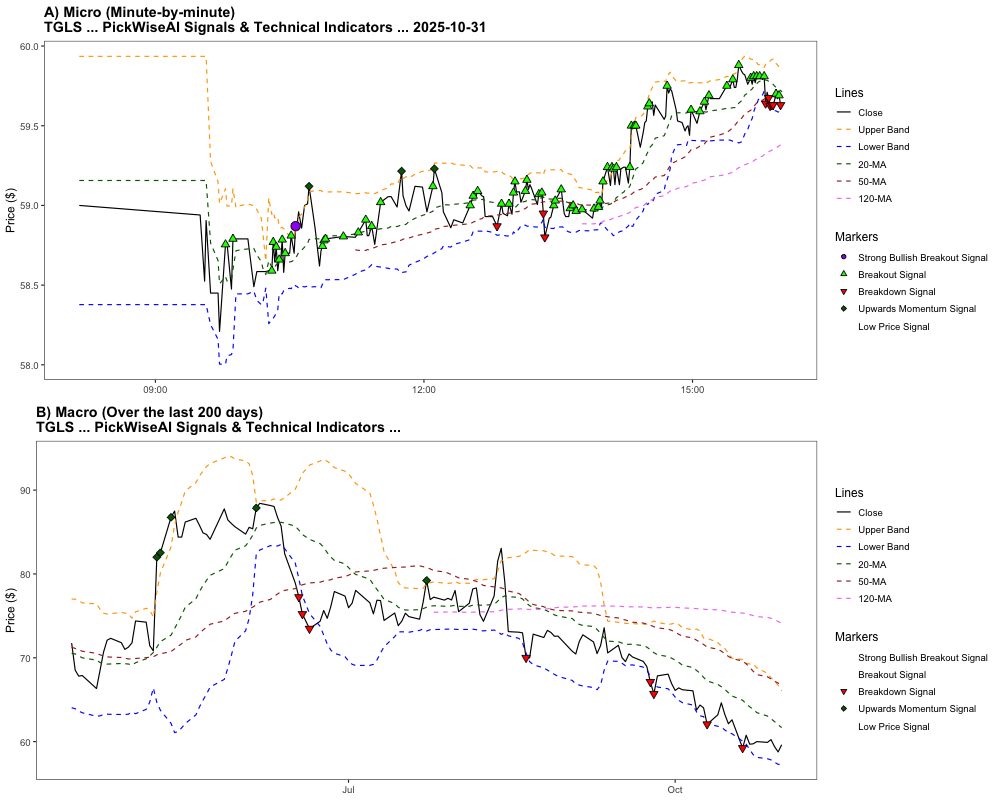 A) Micro (Minute-by-minute)
TGLS ... PickWiseAI Signals & Technical Indicators ... 2025-10-31
Price ($)
60.0
59.5
59.0
58.5
58.0
09:00
12:00
15:00
Lines
Close
Upper Band
Lower Band
20-MA
50-MA
120-MA
Markers
Strong Bullish Breakout Signal
Breakout Signal
Breakdown Signal
Upwards Momentum Signal
Low Price Signal
B) Macro (Over the last 200 days)
TGLS ... PickWiseAI Signals & Technical Indicators ...
Price ($)
90
80
70
60
Jul
Oct
Lines
Close
Upper Band
Lower Band
20-MA
50-MA
120-MA
Markers
Strong Bullish Breakout Signal
Breakout Signal
Breakdown Signal
Upwards Momentum Signal
Low Price Signal